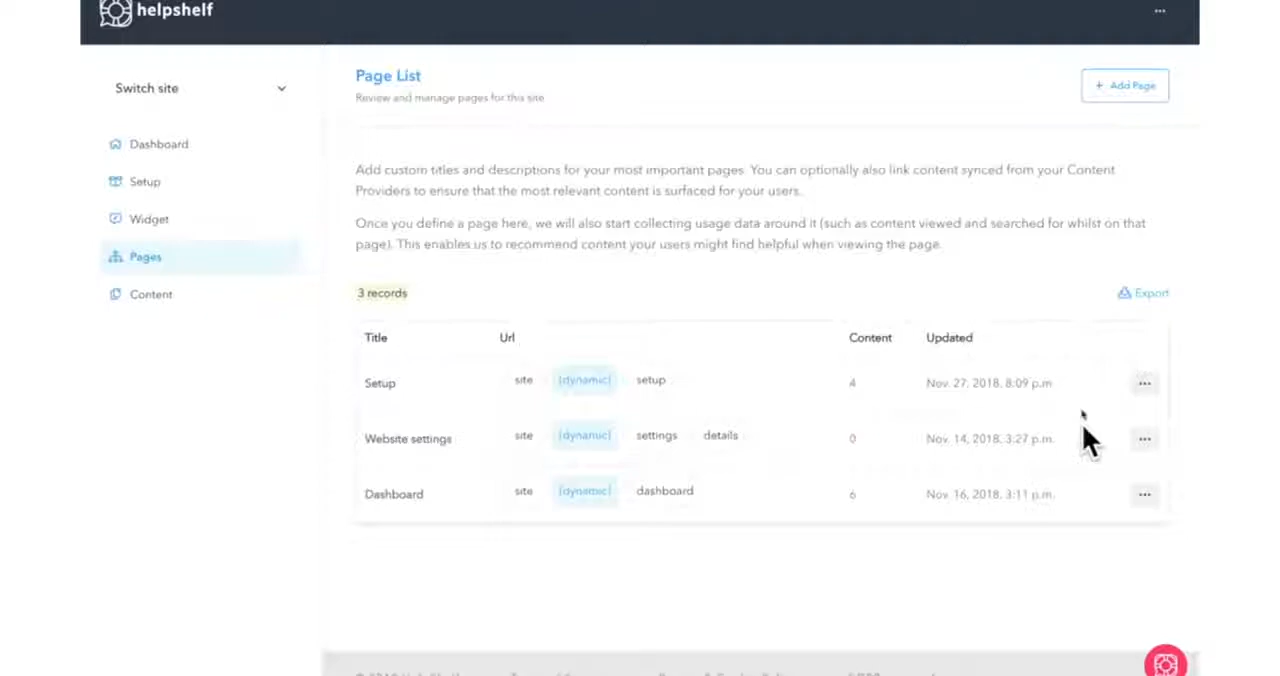 helpshelf
...
Switch site
Dashboard
Setup
Widget
Pages
Content
Page List
Review and manage pages for this site
+ Add Page
Add custom titles and descriptions for your most important pages. You can optionally also link content synced from your Content
Providers to ensure that the most relevant content is surfaced for your users.
Once you define a page here, we will also start collecting usage data around it (such as content viewed and searched for whilst on that
page). This enables us to recommend content your users might find helpful when viewing the page.
3 records
Export
Title Url Content Updated
Setup site {dynamic} setup 4 Nov. 27, 2018, 8:09 p.m. ...
Website settings site {dynamic} settings details 0 Nov. 14, 2018, 3:27 p.m. ...
Dashboard site {dynamic} dashboard 6 Nov. 16, 2018, 3:11 p.m. ...